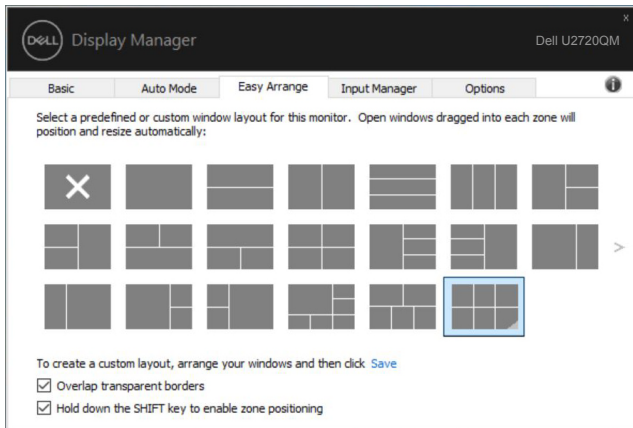 x
DELL Display Manager
Dell U2720QM
Basic Auto Mode Easy Arrange Input Manager Options
Select a predefined or custom window layout for this monitor. Open windows dragged into each zone will
position and resize automatically:
To create a custom layout, arrange your windows and then click Save
Overlap transparent borders
Hold down the SHIFT key to enable zone positioning